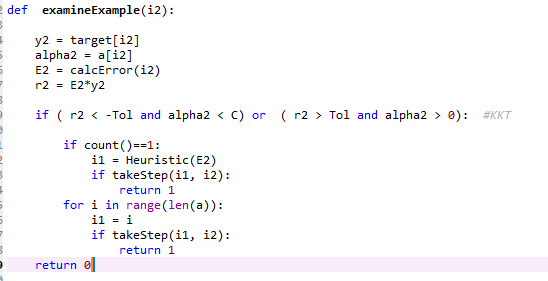 def  examineExample(i2):
y2 = target[i2]
alpha2 = a[i2]
E2 = calcError(i2)
r2 = E2*y2
if ( r2 < -Tol and alpha2 < C) or  ( r2 > Tol and alpha2 > 0):  #KKT
if count()==1:
i1 = Heuristic(E2)
if takeStep(i1, i2):
return 1
for i in range(len(a)):
i1 = i
if takeStep(i1, i2):
return 1
return 0